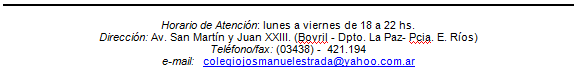 Horario de Atención: lunes a viernes de 18 a 22 hs.
Dirección: Av. San Martín y Juan XXIII. (Bovril - Dpto. La Paz- Pcia. E. Ríos)
Teléfono/fax: (03438) - 421.194
e-mail: colegiojosmanuelestrada@yahoo.com.ar